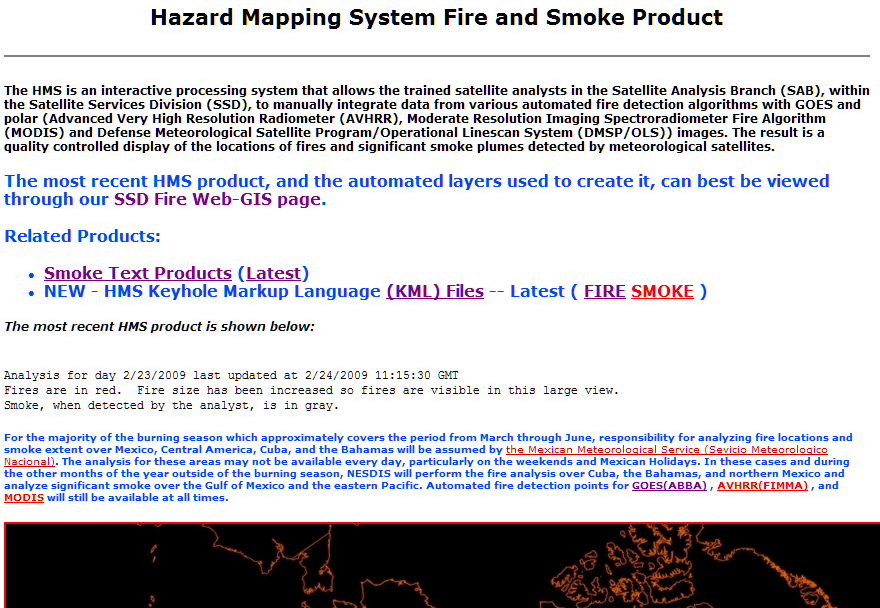 Hazard Mapping System Fire and Smoke Product
The HMS is an interactive processing system that allows the trained satellite analysts in the Satellite Analysis Branch (SAB), within
the Satellite Services Division (SSD), to manually integrate data from various automated fire detection algorithms with GOES and
polar (Advanced Very High Resolution Radiometer (AVHRR), Moderate Resolution Imaging Spectroradiometer Fire Algorithm
(MODIS) and Defense Meteorological Satellite Program/Operational Linescan System (DMSP/OLS)) images. The result is a
quality controlled display of the locations of fires and significant smoke plumes detected by meteorological satellites.
The most recent HMS product, and the automated layers used to create it, can best be viewed
through our SSD Fire Web-GIS page.
Related Products:
• Smoke Text Products (Latest)
• NEW - HMS Keyhole Markup Language (KML) Files -- Latest ( FIRE SMOKE )
The most recent HMS product is shown below:
Analysis for day 2/23/2009 last updated at 2/24/2009 11:15:30 GMT
Fires are in red.  Fire size has been increased so fires are visible in this large view.
Smoke, when detected by the analyst, is in gray.
For the majority of the burning season which approximately covers the period from March through June, responsibility for analyzing fire locations and
smoke extent over Mexico, Central America, Cuba, and the Bahamas will be assumed by the Mexican Meteorological Service (Sevicio Meteorologico
Nacional). The analysis for these areas may not be available every day, particularly on the weekends and Mexican Holidays. In these cases and during
the other months of the year outside of the burning season, NESDIS will perform the fire analysis over Cuba, the Bahamas, and northern Mexico and
analyze significant smoke over the Gulf of Mexico and the eastern Pacific. Automated fire detection points for GOES(ABBA) , AVHRR(FIMMA) , and
MODIS will still be available at all times.